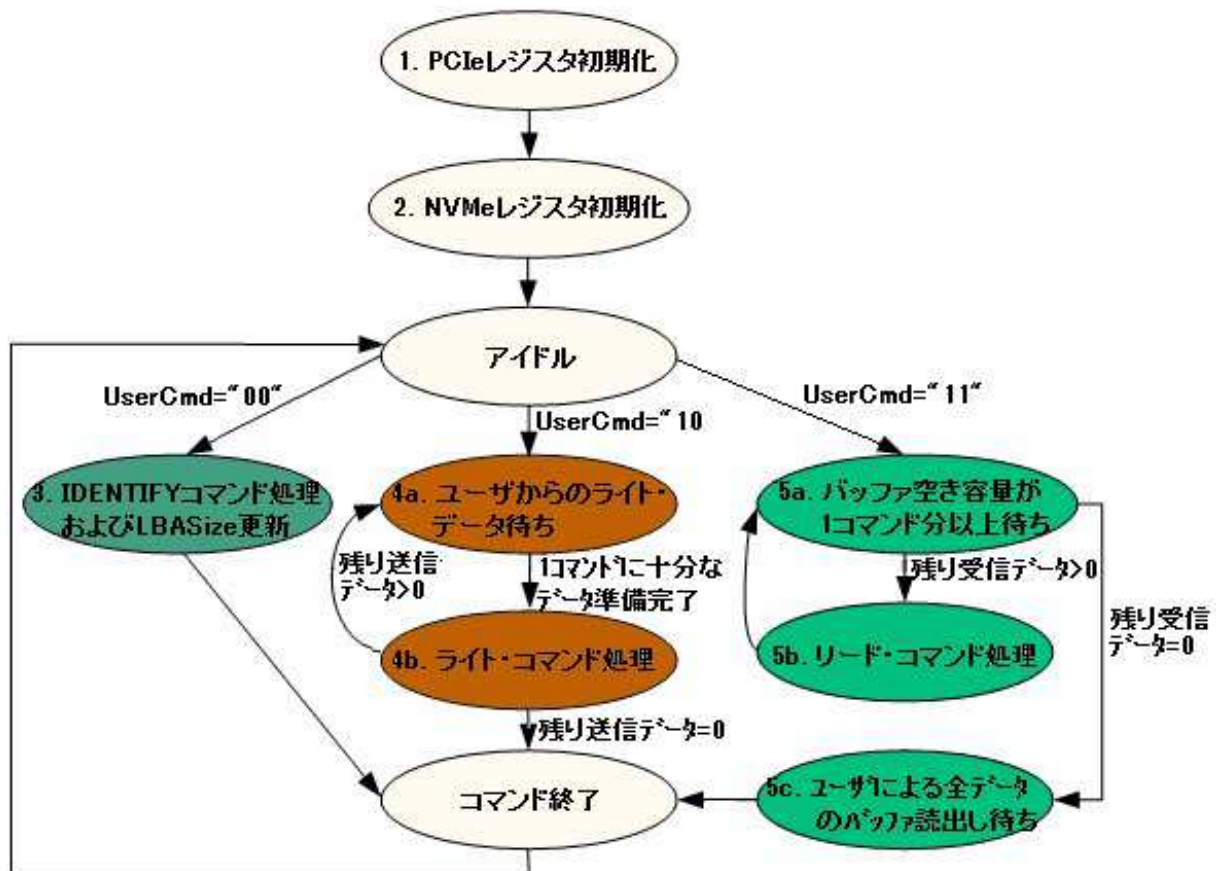 1. PCIeレジスタ初期化
2. NVMeレジスタ初期化
アイドル
UserCmd="00"
UserCmd="10
UserCmd="11"
3. IDENTIFYコマンド処理
およびLBASize更新
4a. ユーザからのライト・
データ待ち
5a. バッファ空き容量が
1コマンド分以上待ち
残り送信
データ>0
1コマンドに十分な
データ準備完了
残り受信データ>0
残り受信
データ=0
4b. ライト・コマンド処理
5b. リード・コマンド処理
残り送信データ=0
コマンド終了
5c. ユーザによる全データ
のバッファ読出し待ち